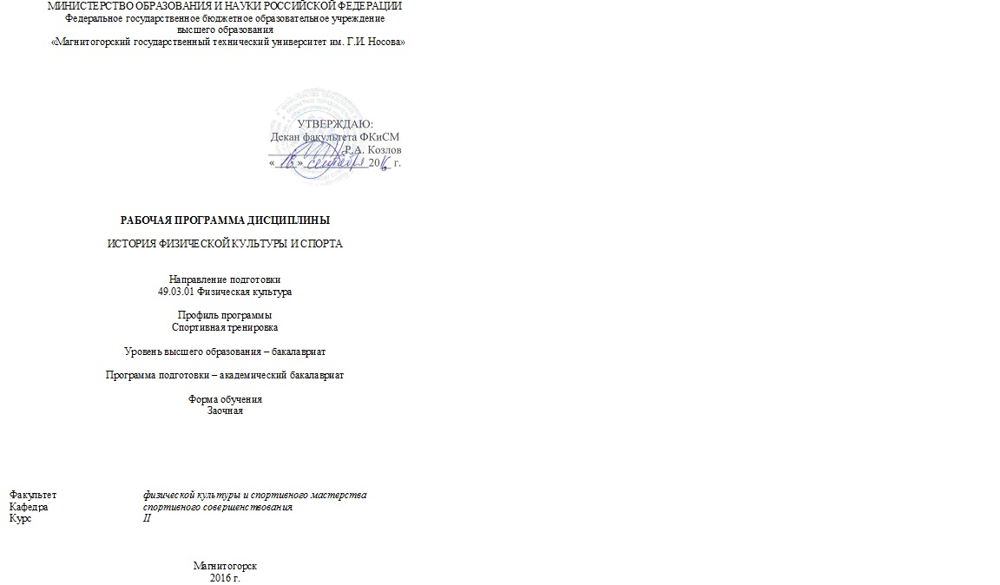 МИНИСТЕРСТВО ОБРАЗОВАНИЯ И НАУКИ РОССИЙСКОЙ ФЕДЕРАЦИИ
Федеральное государственное бюджетное образовательное учреждение
высшего образования
«Магнитогорский государственный технический университет им. Г.И. Носова»
УТВЕРЖДАЮ:
Декан факультета ФКиСМ
Р.А. Козлов
« » сентября 2016 г.
РАБОЧАЯ ПРОГРАММА ДИСЦИПЛИНЫ
ИСТОРИЯ ФИЗИЧЕСКОЙ КУЛЬТУРЫ И СПОРТА
Направление подготовки
49.03.01 Физическая культура
Профиль программы
Спортивная тренировка
Уровень высшего образования – бакалавриат
Программа подготовки – академический бакалавриат
Форма обучения
Заочная
Факультет физической культуры и спортивного мастерства
Кафедра спортивного совершенствования
Курс II
Магнитогорск
2016 г.